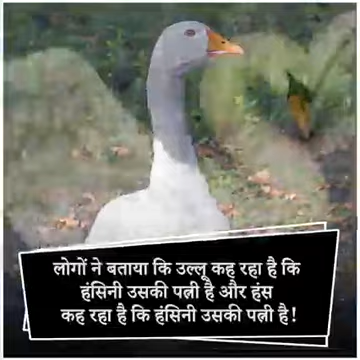 लोगों ने बताया कि उल्लू कह रहा है कि
हंसिनी उसकी पत्नी है और हंस
कह रहा है कि हंसिनी उसकी पत्नी है!